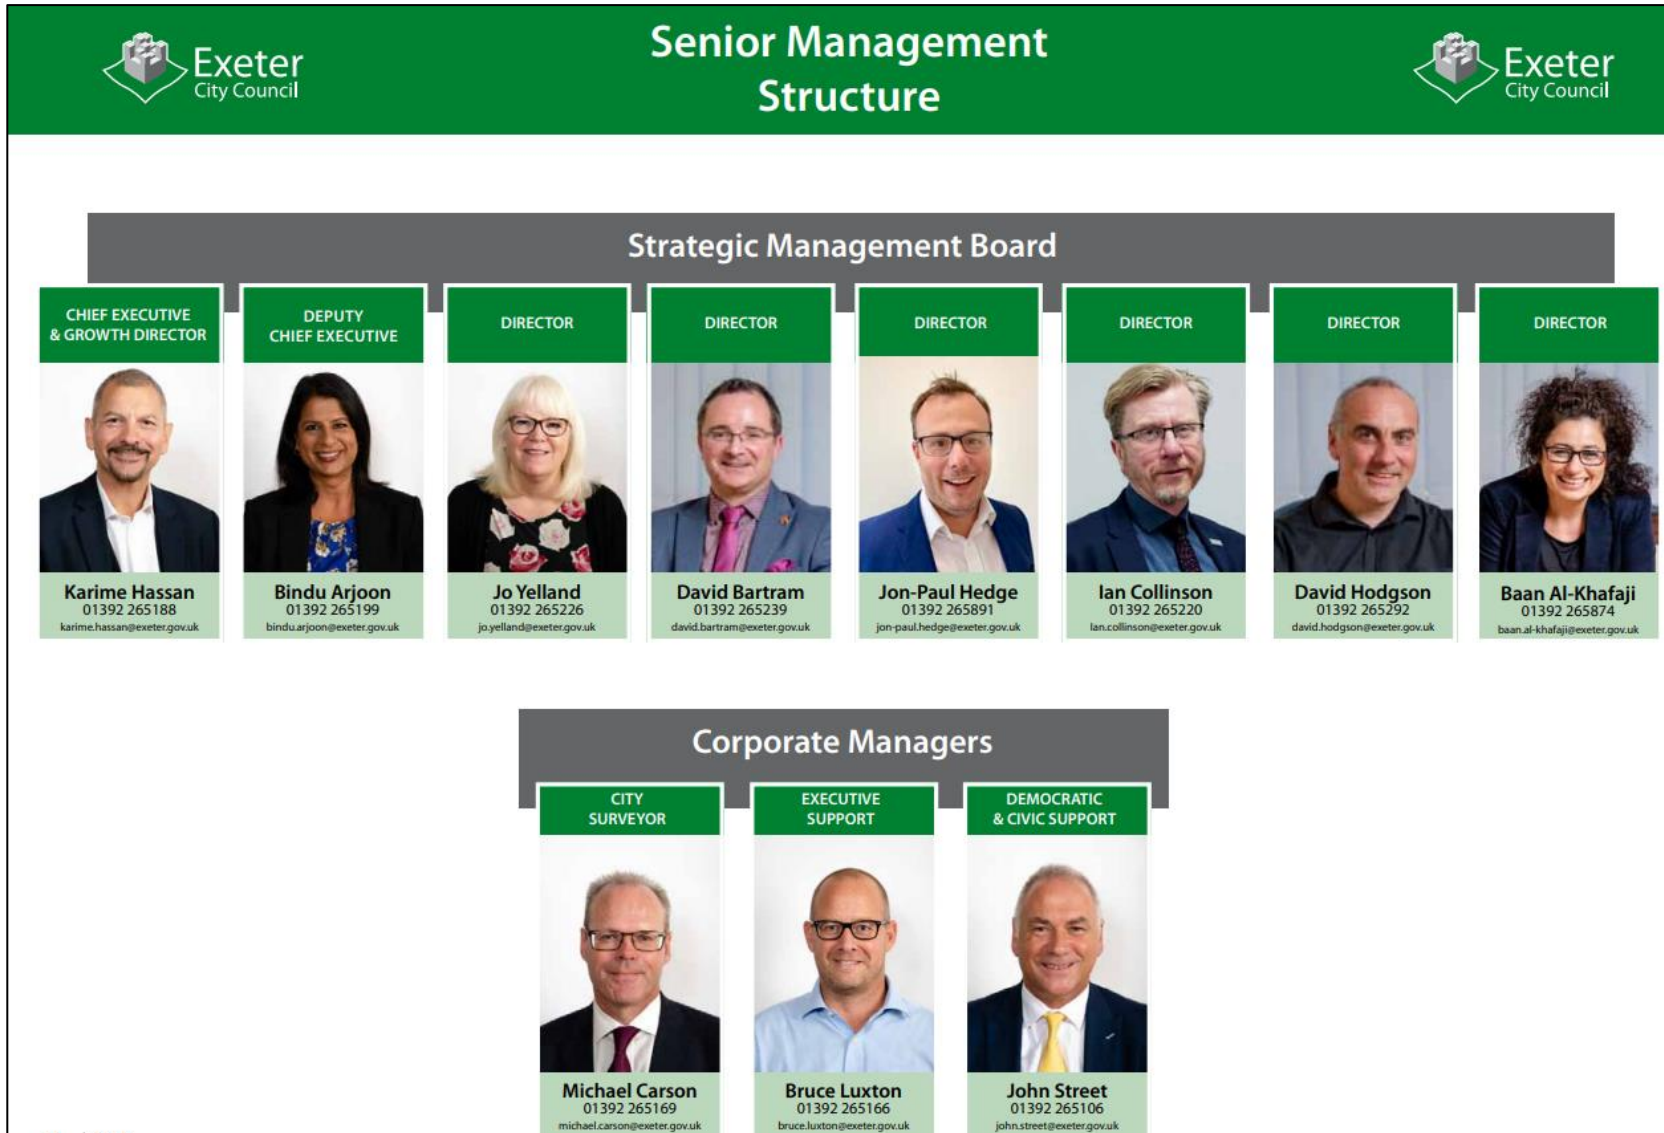 Exeter
City Council
Senior Management
Structure
Exeter
City Council
Strategic Management Board
CHIEF EXECUTIVE
& GROWTH DIRECTOR
DEPUTY
CHIEF EXECUTIVE
DIRECTOR
DIRECTOR
DIRECTOR
DIRECTOR
DIRECTOR
DIRECTOR
Karime Hassan
01392 265188
karime.hassan@exeter.gov.uk
Bindu Arjoon
01392 265199
bindu.arjoon@exeter.gov.uk
Jo Yelland
01392 265226
jo.yelland@exeter.gov.uk
David Bartram
01392 265239
david.bartram@exeter.gov.uk
Jon-Paul Hedge
01392 265891
jon-paul.hedge@exeter.gov.uk
Ian Collinson
01392 265220
Ian.collinson@exeter.gov.uk
David Hodgson
01392 265292
david.hodgson@exeter.gov.uk
Baan Al-Khafaji
01392 265874
baan.al-khafaji@exeter.gov.uk
Corporate Managers
CITY
SURVEYOR
EXECUTIVE
SUPPORT
DEMOCRATIC
& CIVIC SUPPORT
Michael Carson
01392 265169
michael.carson@exeter.gov.uk
Bruce Luxton
01392 265166
bruce.luxton@exeter.gov.uk
John Street
01392 265106
john.street@exeter.gov.uk